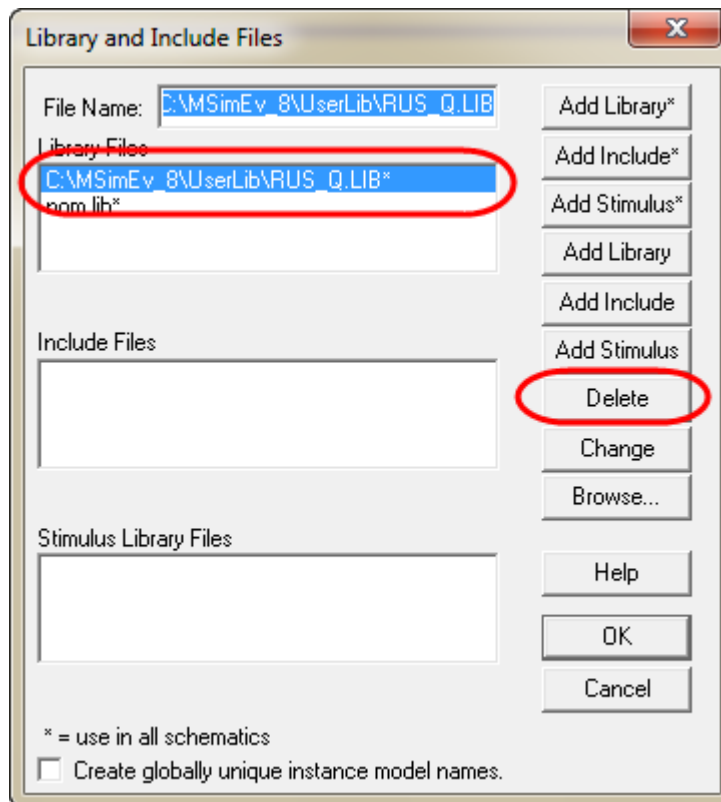 Library and Include Files
File Name: C:\MSimEv_8\UserLib\RUS_Q.LIB
Library Files
C:\MSimEv_8\UserLib\RUS_Q.LIB*
nom.lib*
Include Files
Stimulus Library Files
Add Library*
Add Include*
Add Stimulus*
Add Library
Add Include
Add Stimulus
Delete
Change
Browse...
Help
OK
Cancel
* = use in all schematics
Create globally unique instance model names.